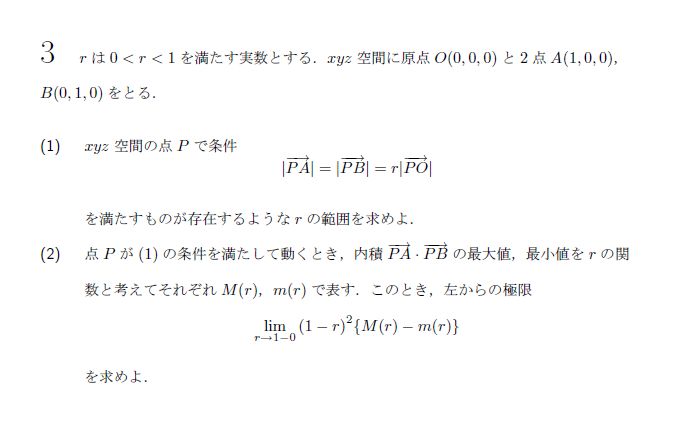 3 r は 0 < r < 1 を満たす実数とする．xyz 空間に原点 O(0, 0, 0) と 2 点 A(1, 0, 0),
B(0, 1, 0) をとる．
(1) xyz 空間の点 P で条件
|\overrightarrow{PA}| = |\overrightarrow{PB}| = r|\overrightarrow{PO}|
を満たすものが存在するような r の範囲を求めよ．
(2) 点 P が (1) の条件を満たして動くとき，内積 \overrightarrow{PA} · \overrightarrow{PB} の最大値，最小値を r の関
数と考えてそれぞれ M(r)，m(r) で表す．このとき，左からの極限
\lim_{r→1−0} (1 − r)^2{M(r) − m(r)}
を求めよ．